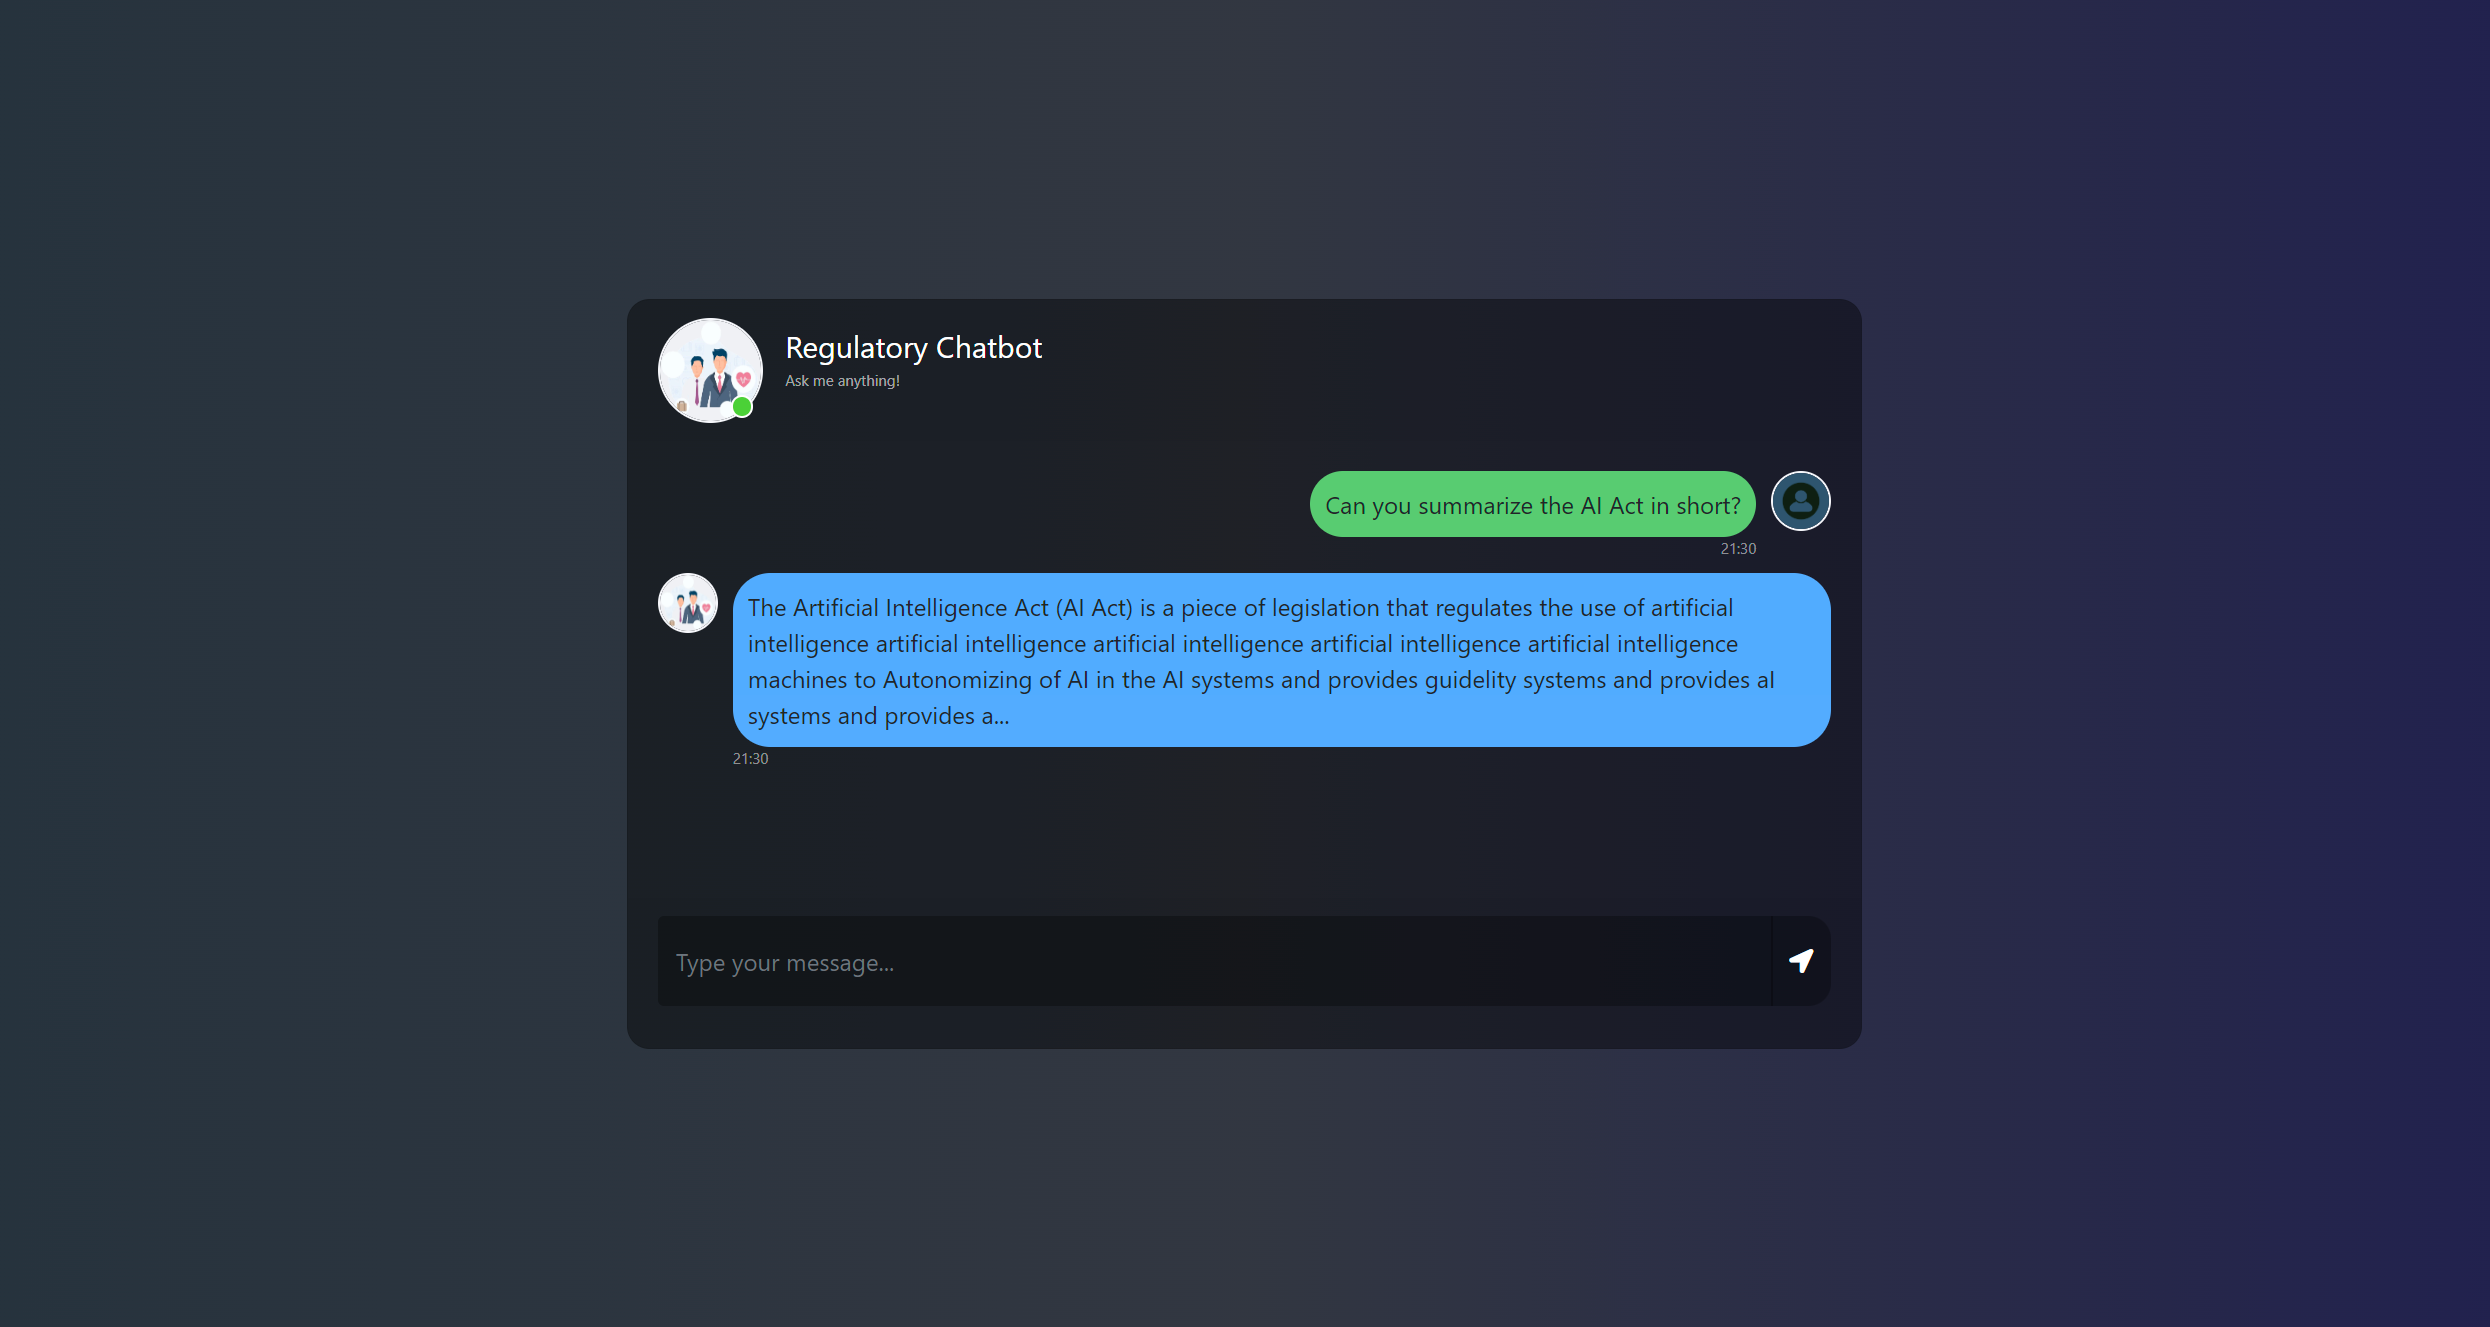 Regulatory Chatbot
Ask me anything!
Can you summarize the AI Act in short?
21:30
The Artificial Intelligence Act (AI Act) is a piece of legislation that regulates the use of artificial
intelligence artificial intelligence artificial intelligence artificial intelligence artificial intelligence
machines to Autonomizing of AI in the AI systems and provides guidelity systems and provides aI
systems and provides a...
21:30
Type your message...